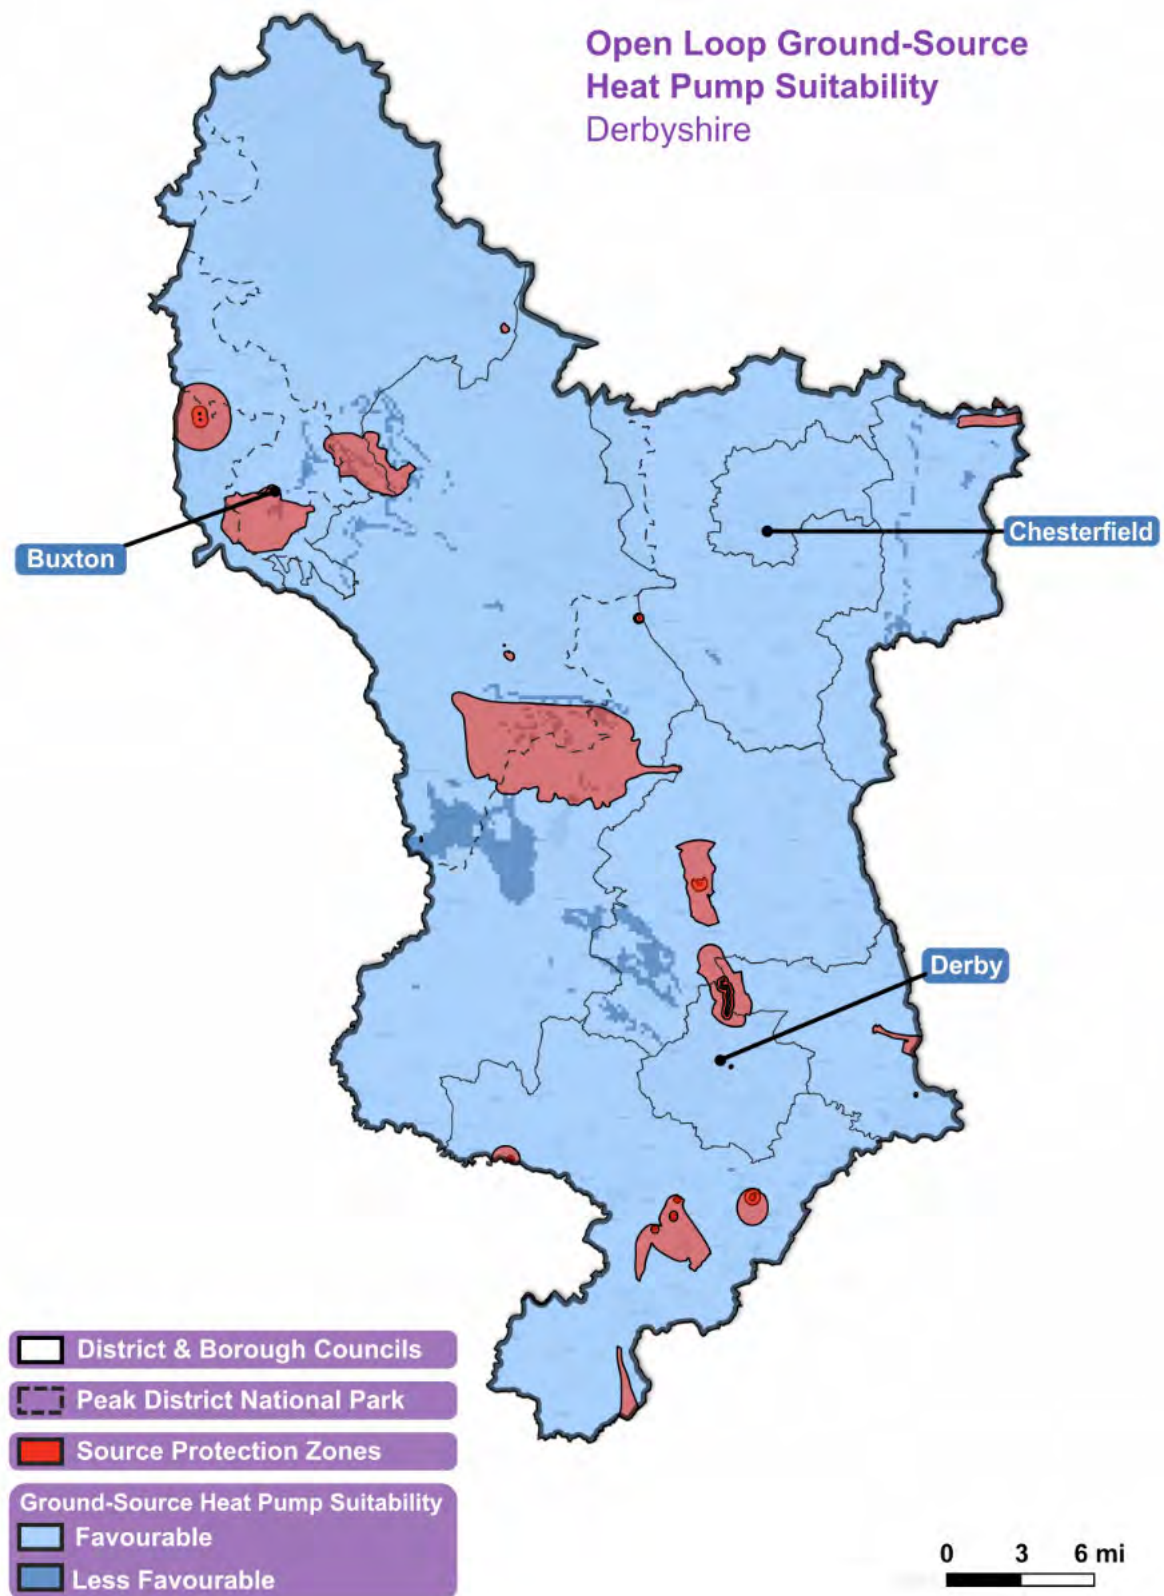 Open Loop Ground-Source
Heat Pump Suitability
Derbyshire
Buxton
Chesterfield
Derby
District & Borough Councils
Peak District National Park
Source Protection Zones
Ground-Source Heat Pump Suitability
Favourable
Less Favourable
0 3 6 mi